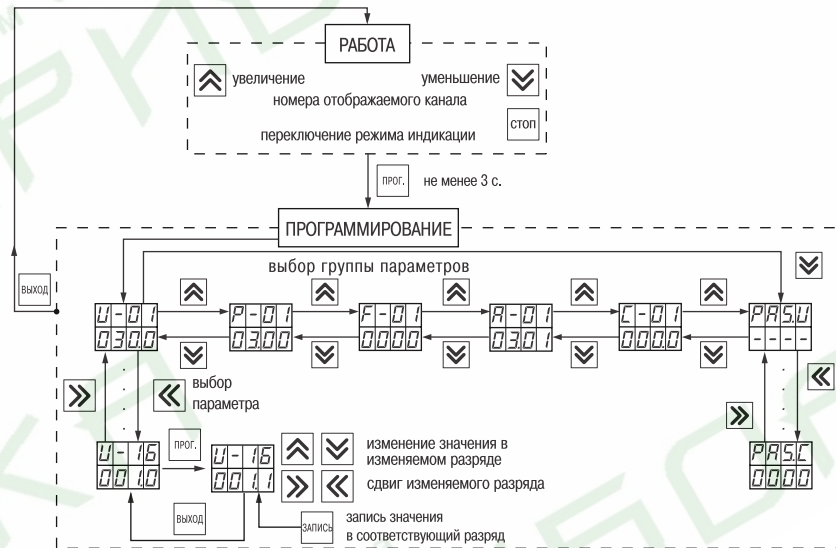 РАБОТА
увеличение
уменьшение
номера отображаемого канала
переключение режима индикации
СТОП
ПРОГ.
не менее 3 с.
ПРОГРАММИРОВАНИЕ
выбор группы параметров
ВЫХОД
U-01
P-01
F-01
A-01
C-01
PAS.U
030.0
03.00
0000
03.01
000.0
----
выбор
параметра
U-16
001.0
ПРОГ.
U-16
001.1
изменение значения в
изменяемом разряде
сдвиг изменяемого разряда
PAS.C
0000
ВЫХОД
ЗАПИСЬ
запись значения
в соответствующий разряд